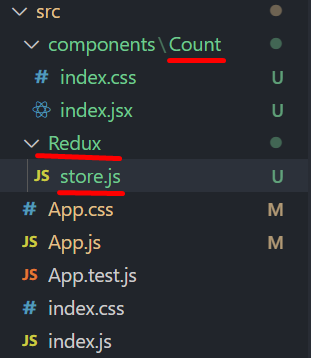 src
components\Count
# index.css U
index.jsx U
Redux
JS store.js U
# App.css M
JS App.js M
JS App.test.js
# index.css
JS index.js